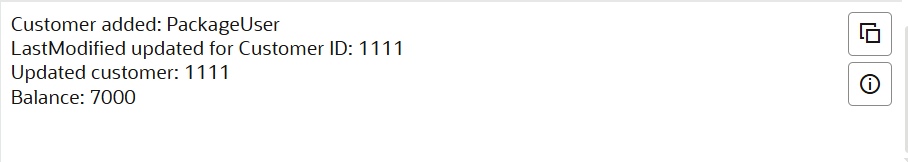 Customer added: PackageUser
LastModified updated for Customer ID: 1111
Updated customer: 1111
Balance: 7000